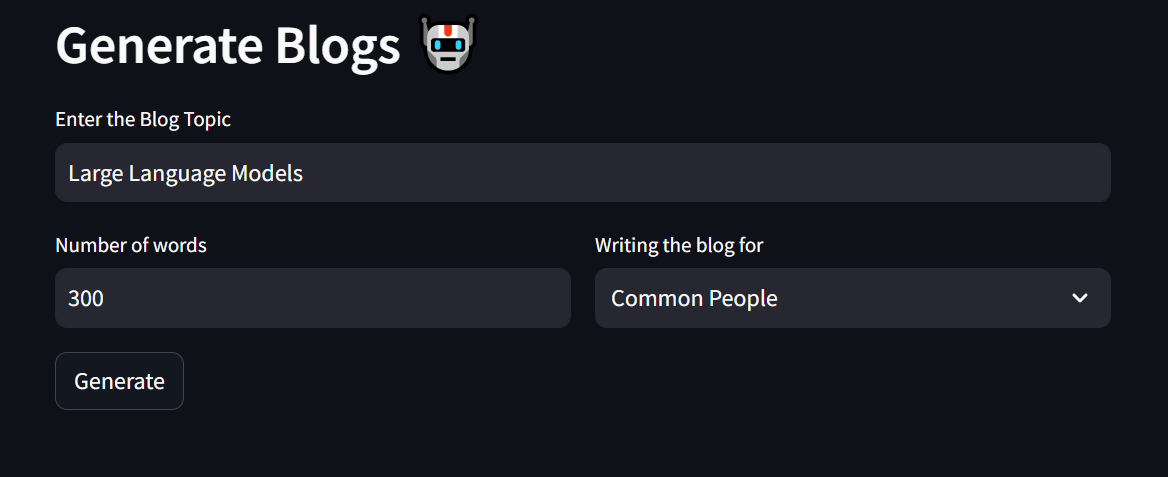 Generate Blogs 🤖
Enter the Blog Topic
Large Language Models
Number of words
Writing the blog for
300
Common People
Generate